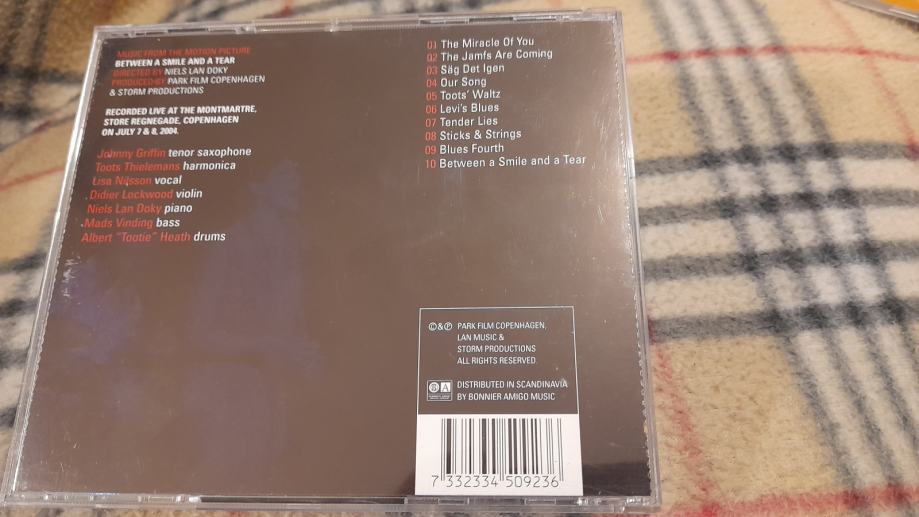 MUSIC FROM THE MOTION PICTURE
BETWEEN A SMILE AND A TEAR
DIRECTED BY NIELS LAN DOKY
PRODUCED BY PARK FILM COPENHAGEN
& STORM PRODUCTIONS
RECORDED LIVE AT THE MONTMARTRE,
STORE REGNEGADE, COPENHAGEN
ON JULY 7 & 8, 2004.
Johnny Griffin tenor saxophone
Toots Thielemans harmonica
Lisa Nilsson vocal
Didier Lockwood violin
Niels Lan Doky piano
Mads Vinding bass
Albert "Tootie" Heath drums
01 The Miracle Of You
02 The Jamfs Are Coming
03 Säg Det Igen
04 Our Song
05 Toots' Waltz
06 Levi's Blues
07 Tender Lies
08 Sticks & Strings
09 Blues Fourth
10 Between a Smile and a Tear
©&℗ PARK FILM COPENHAGEN,
LAN MUSIC &
STORM PRODUCTIONS
ALL RIGHTS RESERVED.
DISTRIBUTED IN SCANDINAVIA
BY BONNIER AMIGO MUSIC
7 332334 509236